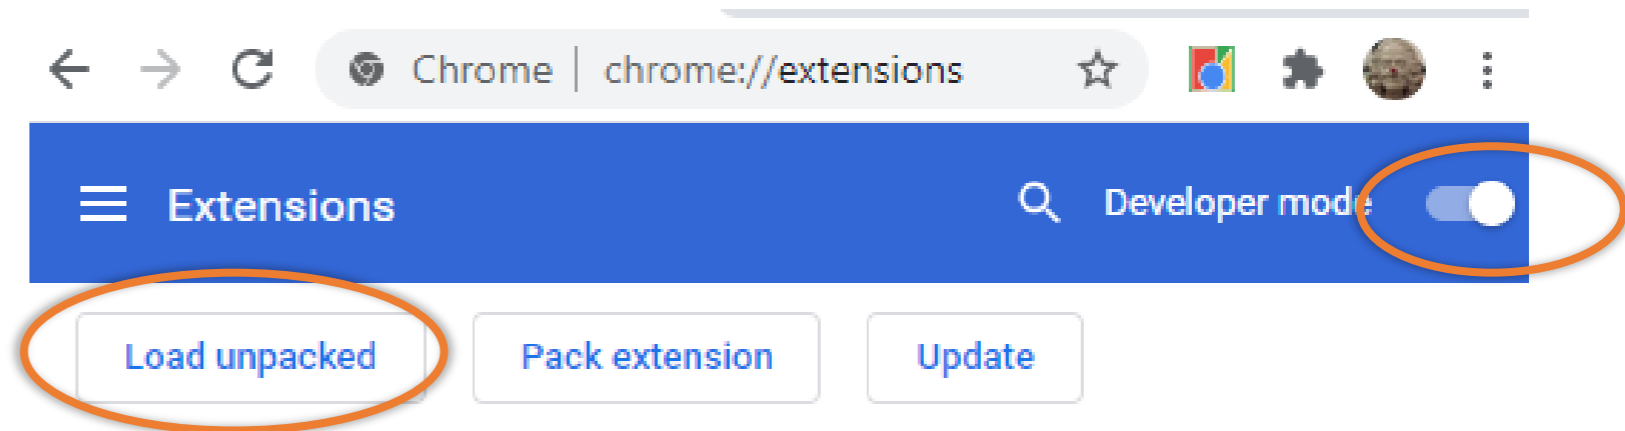 Chrome | chrome://extensions
Extensions Developer mode
Load unpacked Pack extension Update